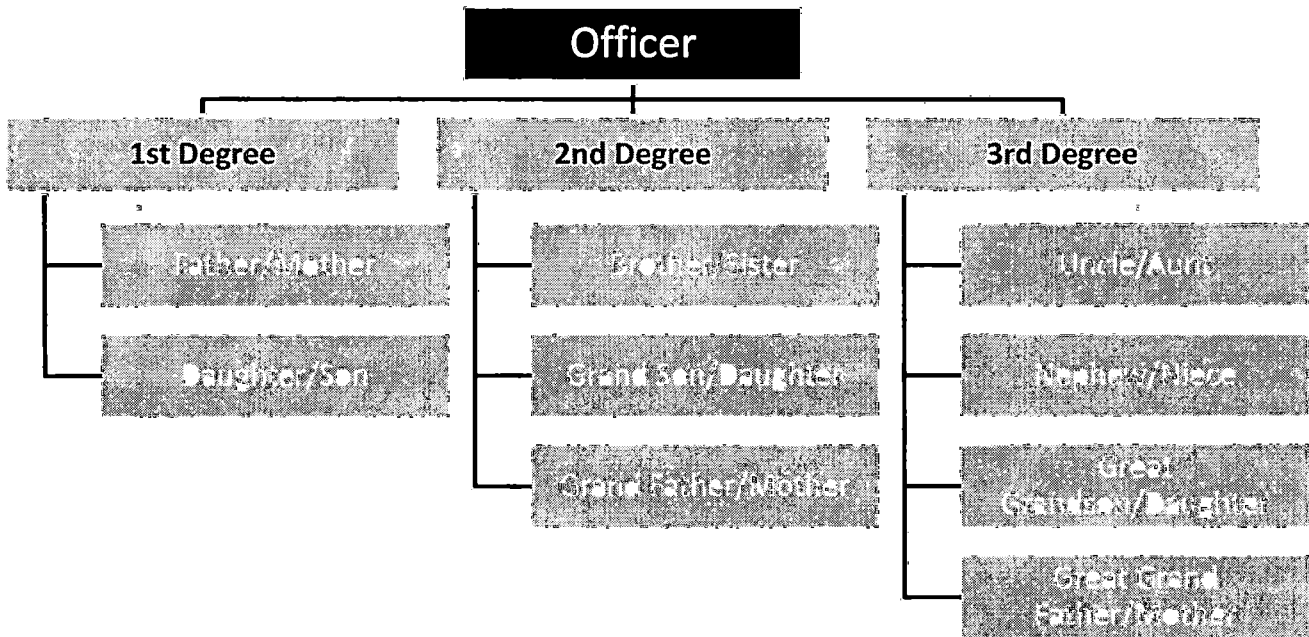 Officer
1st Degree
2nd Degree
3rd Degree
Father/Mother
Daughter/Son
Brother/Sister
Grand Son/Daughter
Grand Father/Mother
Uncle/Aunt
Nephew/Niece
Great
Grandson/Daughter
Great Grand
Father/Mother